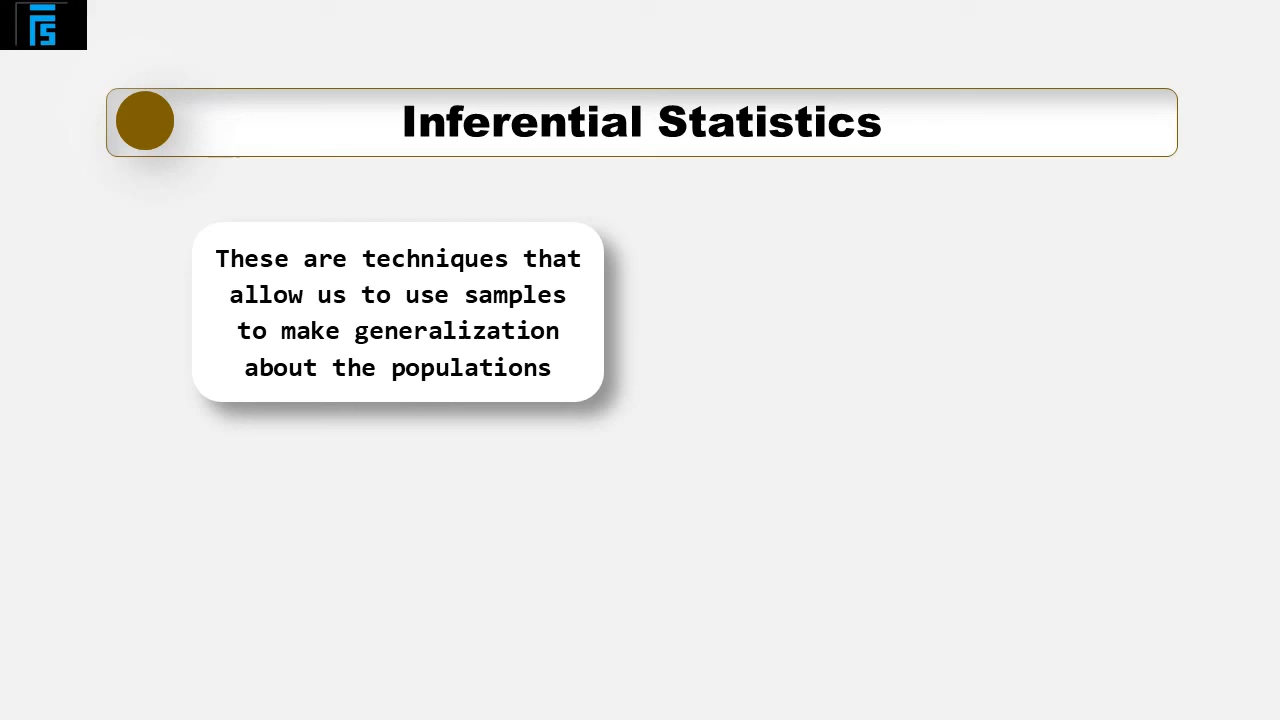 Inferential Statistics
These are techniques that
allow us to use samples
to make generalization
about the populations